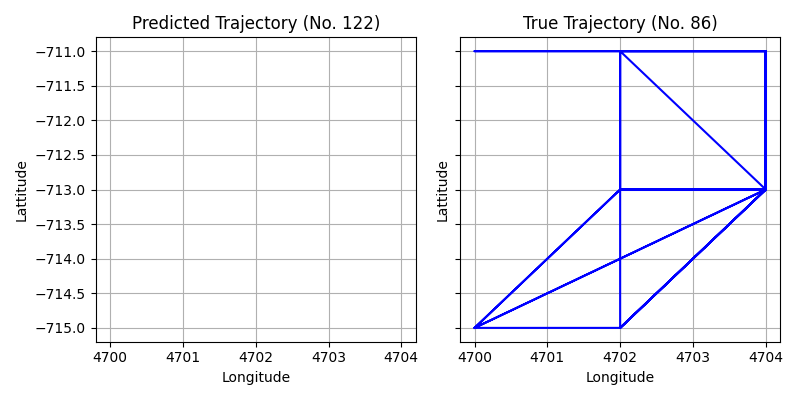 Predicted Trajectory (No. 122)
True Trajectory (No. 86)
−711.0
−711.5
−712.0
−712.5
−713.0
−713.5
−714.0
−714.5
−715.0
Lattitude
Lattitude
4700 4701 4702 4703 4704
4700 4701 4702 4703 4704
Longitude
Longitude